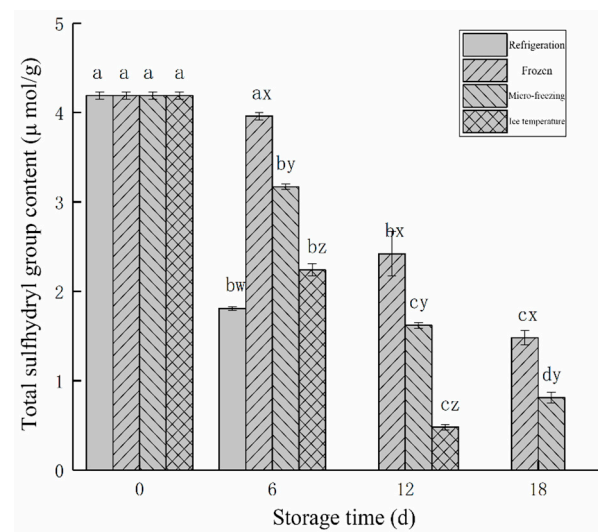 Total sulfhydryl group content (μ mol/g)
5
4
3
2
1
0
Refrigeration
Frozen
Micro-freezing
Ice temperature
a a a a
bw ax by bz
bx cy cz
cx dy
0 6 12 18
Storage time (d)